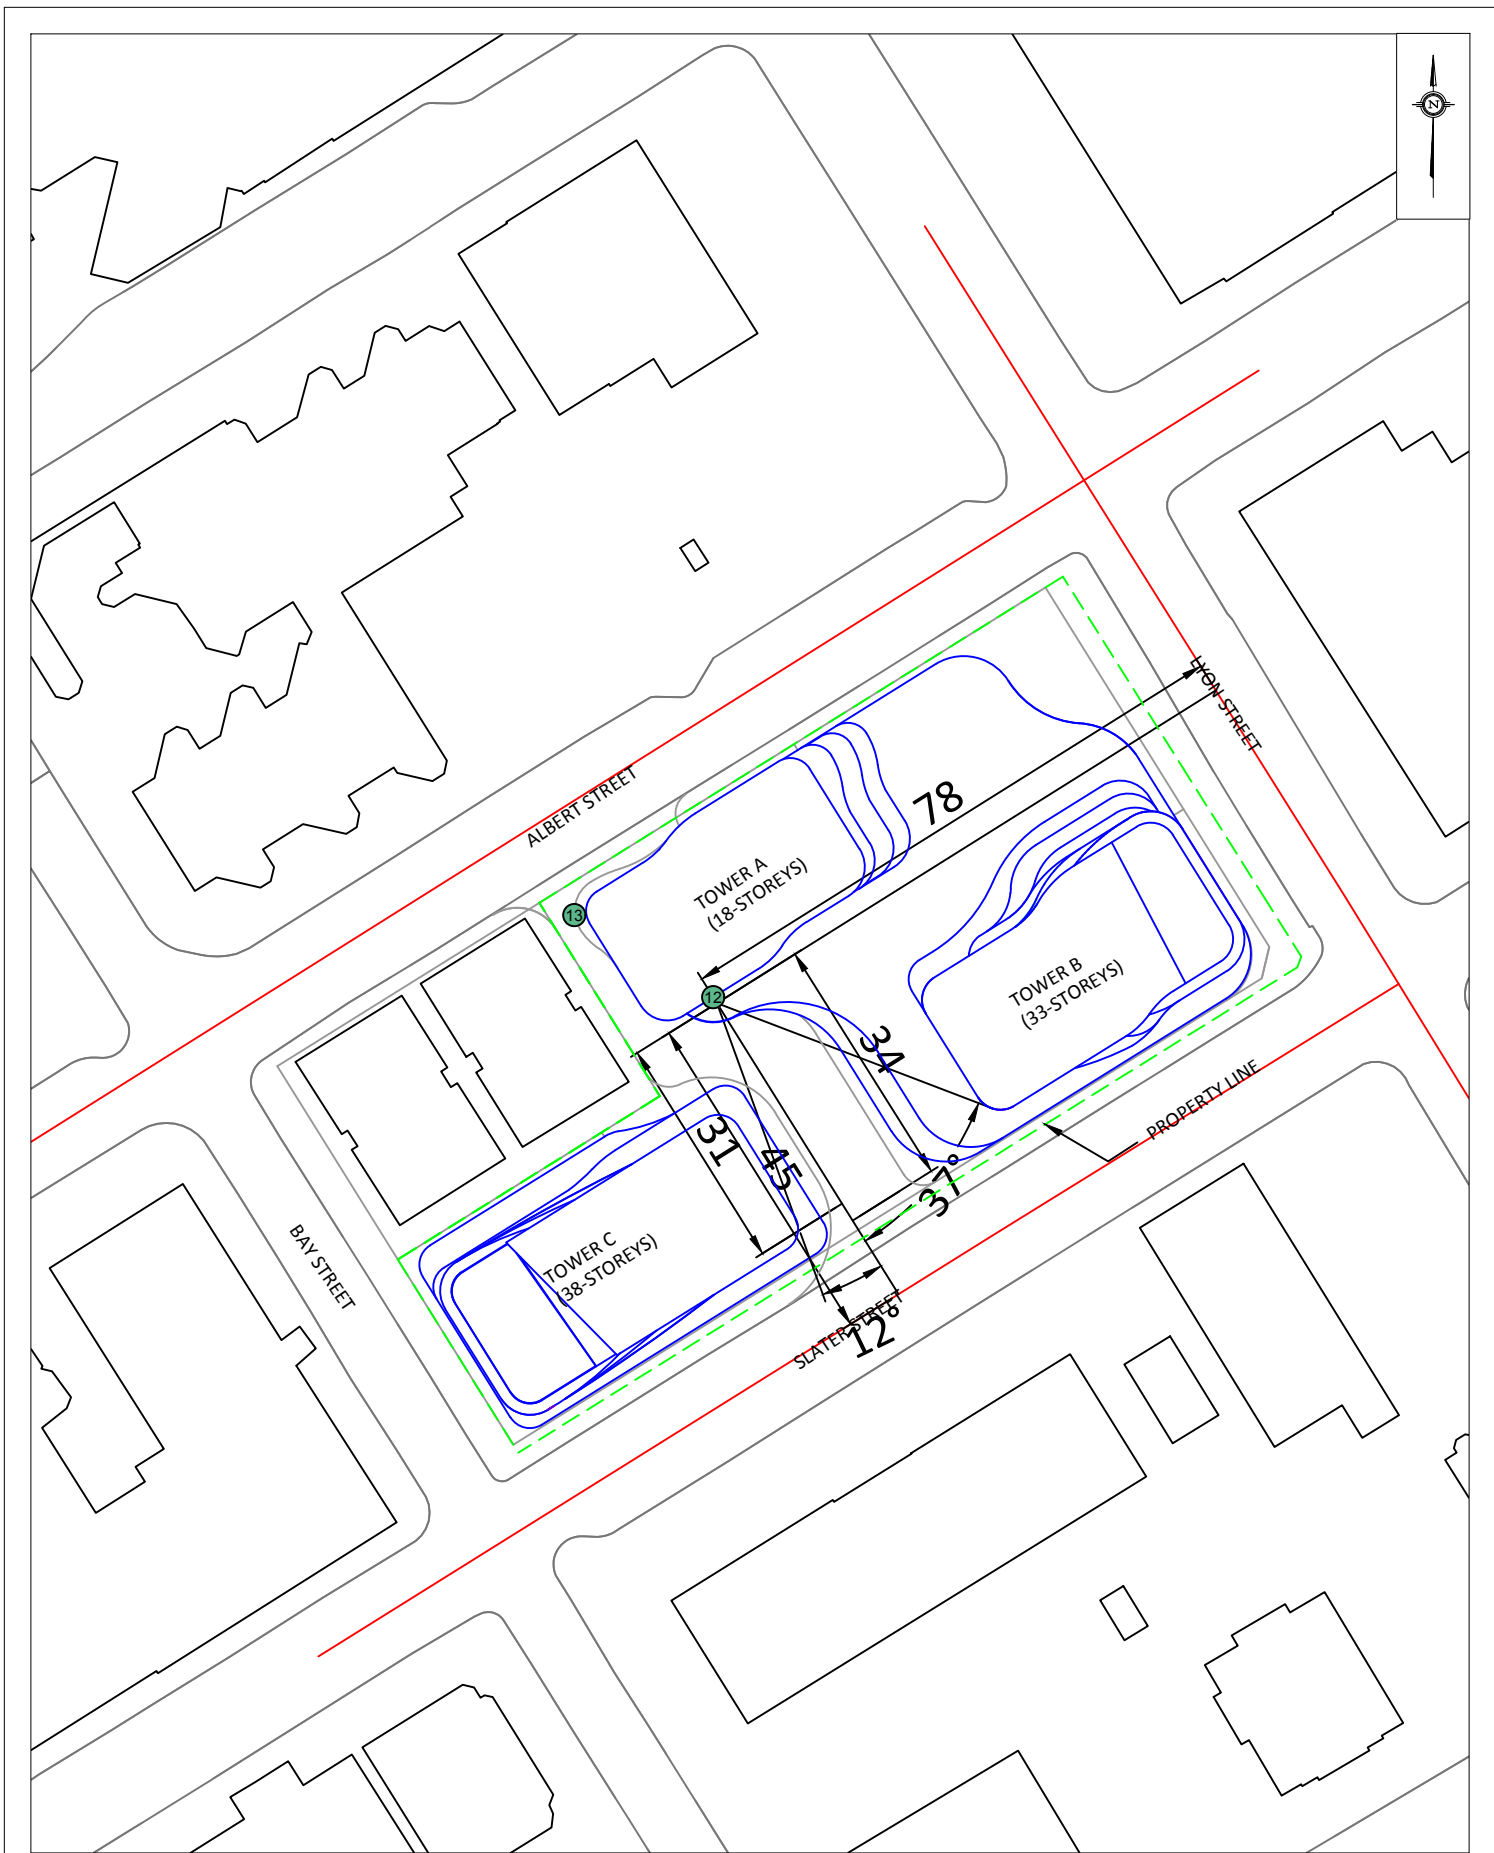 N
LYON STREET
78
ALBERT STREET
TOWER A
(18-STOREYS)
13
12
TOWER B
(33-STOREYS)
34
31
45
37°
PROPERTY LINE
TOWER C
(38-STOREYS)
BAY STREET
SLATER STREET
12°